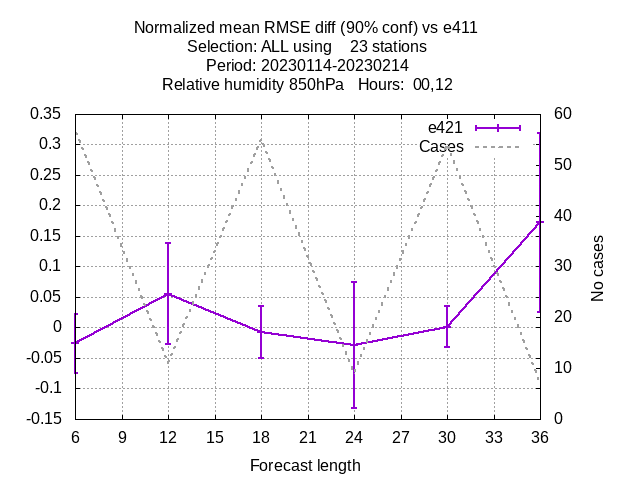 Normalized mean RMSE diff (90% conf) vs e411
Selection: ALL using    23 stations
Period: 20230114-20230214
Relative humidity 850hPa   Hours:  00,12
e421
Cases
0.35
0.3
0.25
0.2
0.15
0.1
0.05
0
-0.05
-0.1
-0.15
60
50
40
30
20
10
0
No cases
6 9 12 15 18 21 24 27 30 33 36
Forecast length